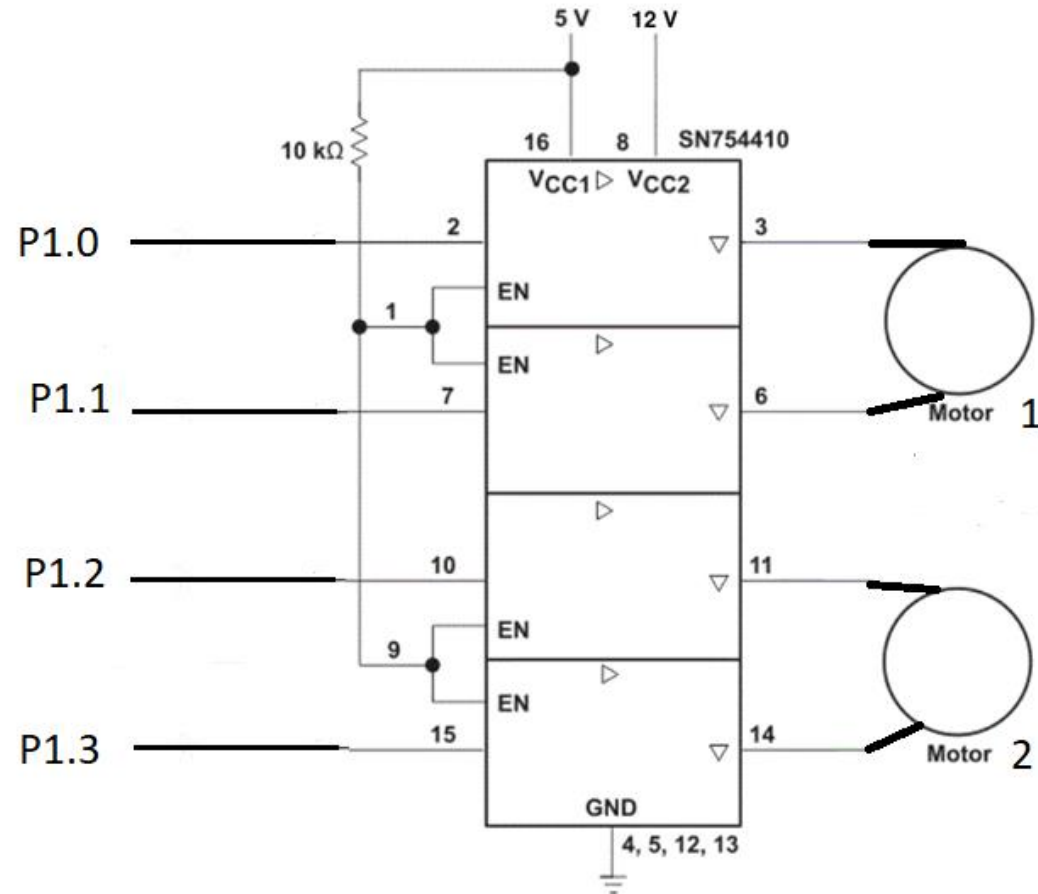 5 V 12 V
10 kΩ
16 8 SN754410
VCC1 VCC2
P1.0 2 3
EN
1
EN
P1.1 7 6
Motor 1
P1.2 10 11
EN
9
EN
P1.3 15 14
Motor 2
GND
4, 5, 12, 13